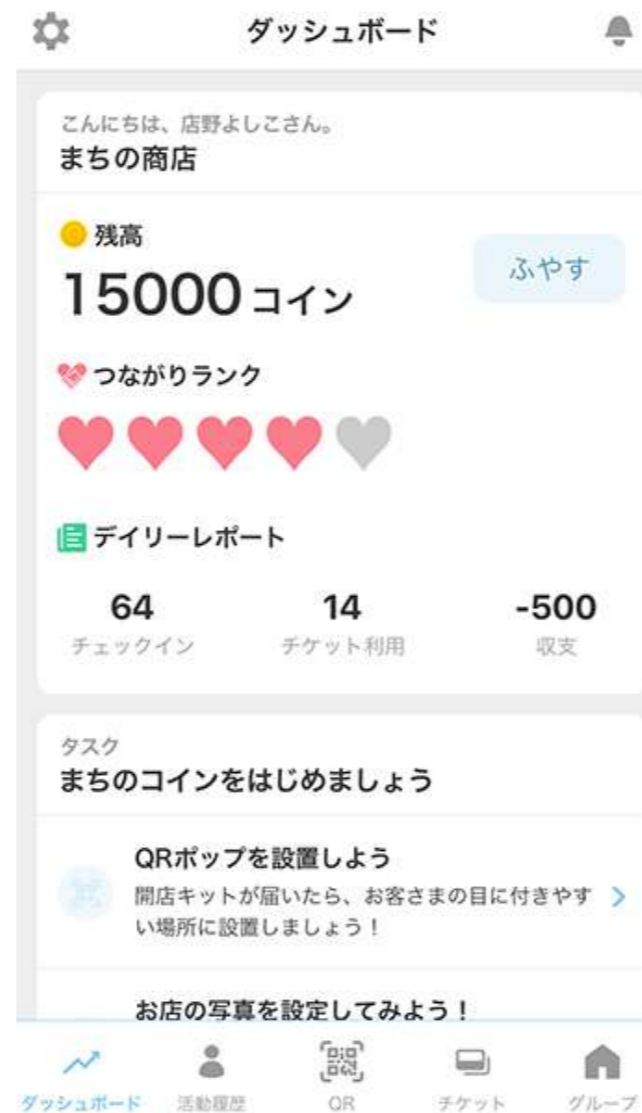 ダッシュボード
こんにちは、店野よしこさん。
まちの商店
残高
15000コイン
ふやす
つながりランク
デイリーレポート
64
チェックイン
14
チケット利用
-500
収支
タスク
まちのコインをはじめましょう
QRポップを設置しよう
開店キットが届いたら、お客さまの目に付きやす
い場所に設置しましょう！
お店の写真を設定してみよう！
ダッシュボード
活動履歴
QR
チケット
グループ